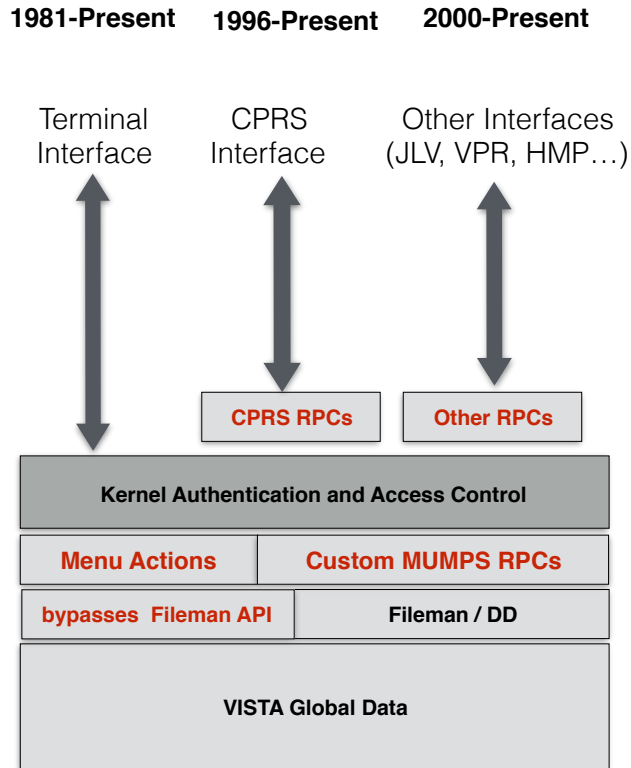 1981-Present 1996-Present 2000-Present
Terminal Interface
CPRS Interface
Other Interfaces
(JLV, VPR, HMP…)
CPRS RPCs Other RPCs
Kernel Authentication and Access Control
Menu Actions Custom MUMPS RPCs
bypasses Fileman API Fileman / DD
VISTA Global Data